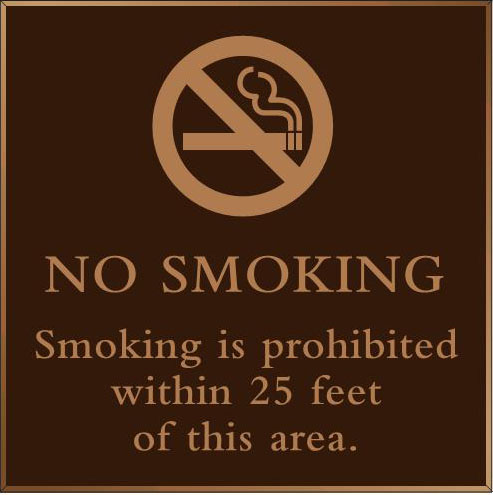 NO SMOKING
Smoking is prohibited
within 25 feet
of this area.